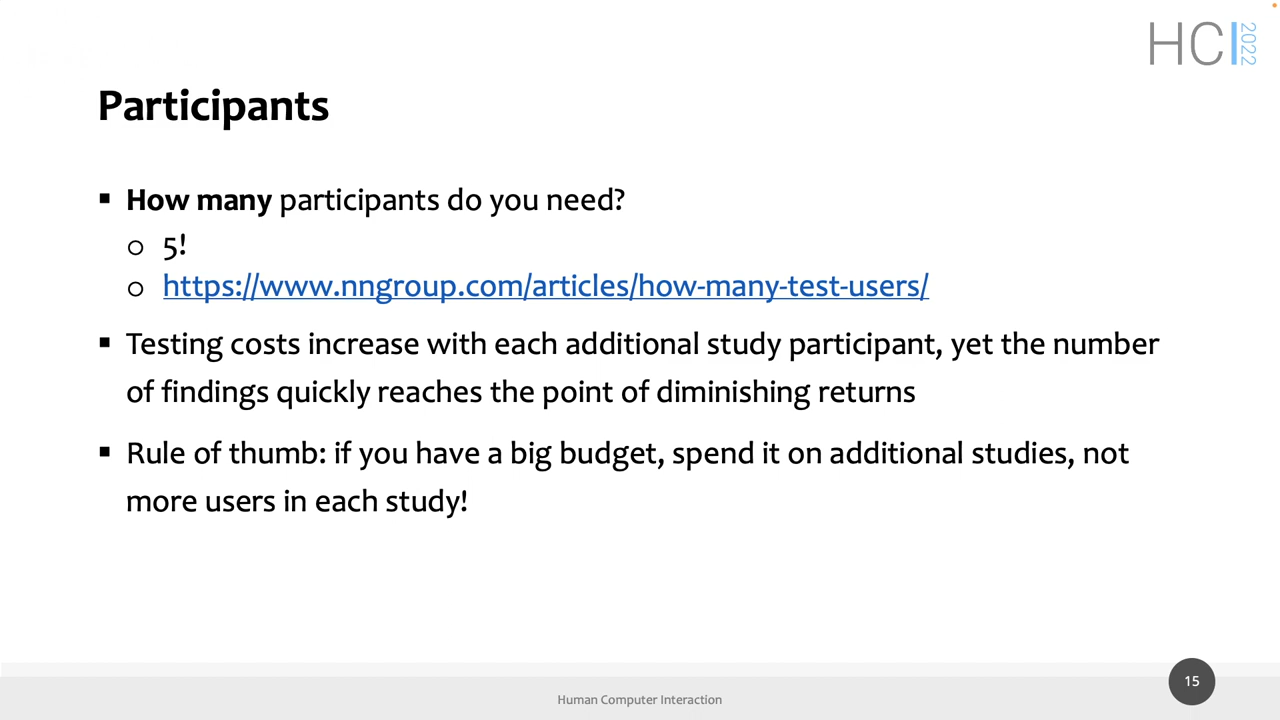 HCI 2022
Participants
▪ How many participants do you need?
o 5!
o https://www.nngroup.com/articles/how-many-test-users/
▪ Testing costs increase with each additional study participant, yet the number
of findings quickly reaches the point of diminishing returns
▪ Rule of thumb: if you have a big budget, spend it on additional studies, not
more users in each study!
Human Computer Interaction
15